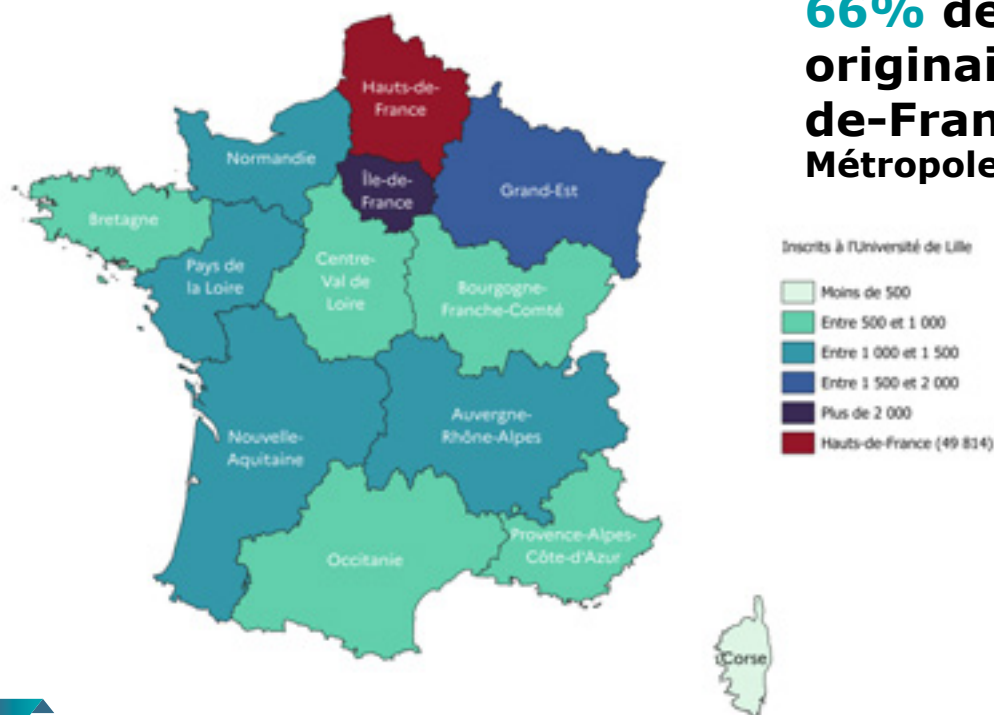 66% de
originai
de-Fran
Métropole
Hauts-de-
France
Normandie
Île-de-
France
Grand-Est
Bretagne
Pays de
la Loire
Centre-
Val de
Loire
Bourgogne-
Franche-Comté
Nouvelle-
Aquitaine
Auvergne-
Rhône-Alpes
Occitanie
Provence-Alpes-
Côte-d'Azur
Corse
Inscrits à l'Université de Lille
Moins de 500
Entre 500 et 1 000
Entre 1 000 et 1 500
Entre 1 500 et 2 000
Plus de 2 000
Hauts-de-France (49 814)